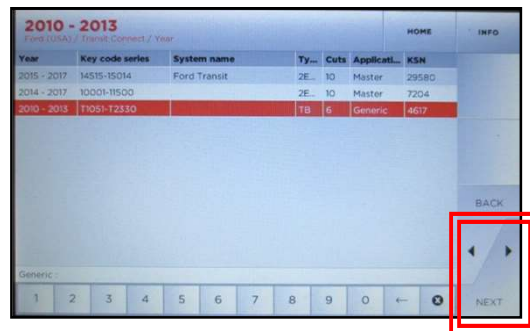 2010 - 2013
Ford (USA) / Transit Connect / Year
HOME
INFO
Year Key code series System name Ty... Cuts Applicati... KSN
2015 - 2017 14515-15014 Ford Transit 2E... 10 Master 29580
2014 - 2017 10001-11500 2E... 10 Master 7204
2010 - 2013 T1051-T2330 TB 6 Generic 4617
BACK
Generic :
1 2 3 4 5 6 7 8 9 0 ←
NEXT